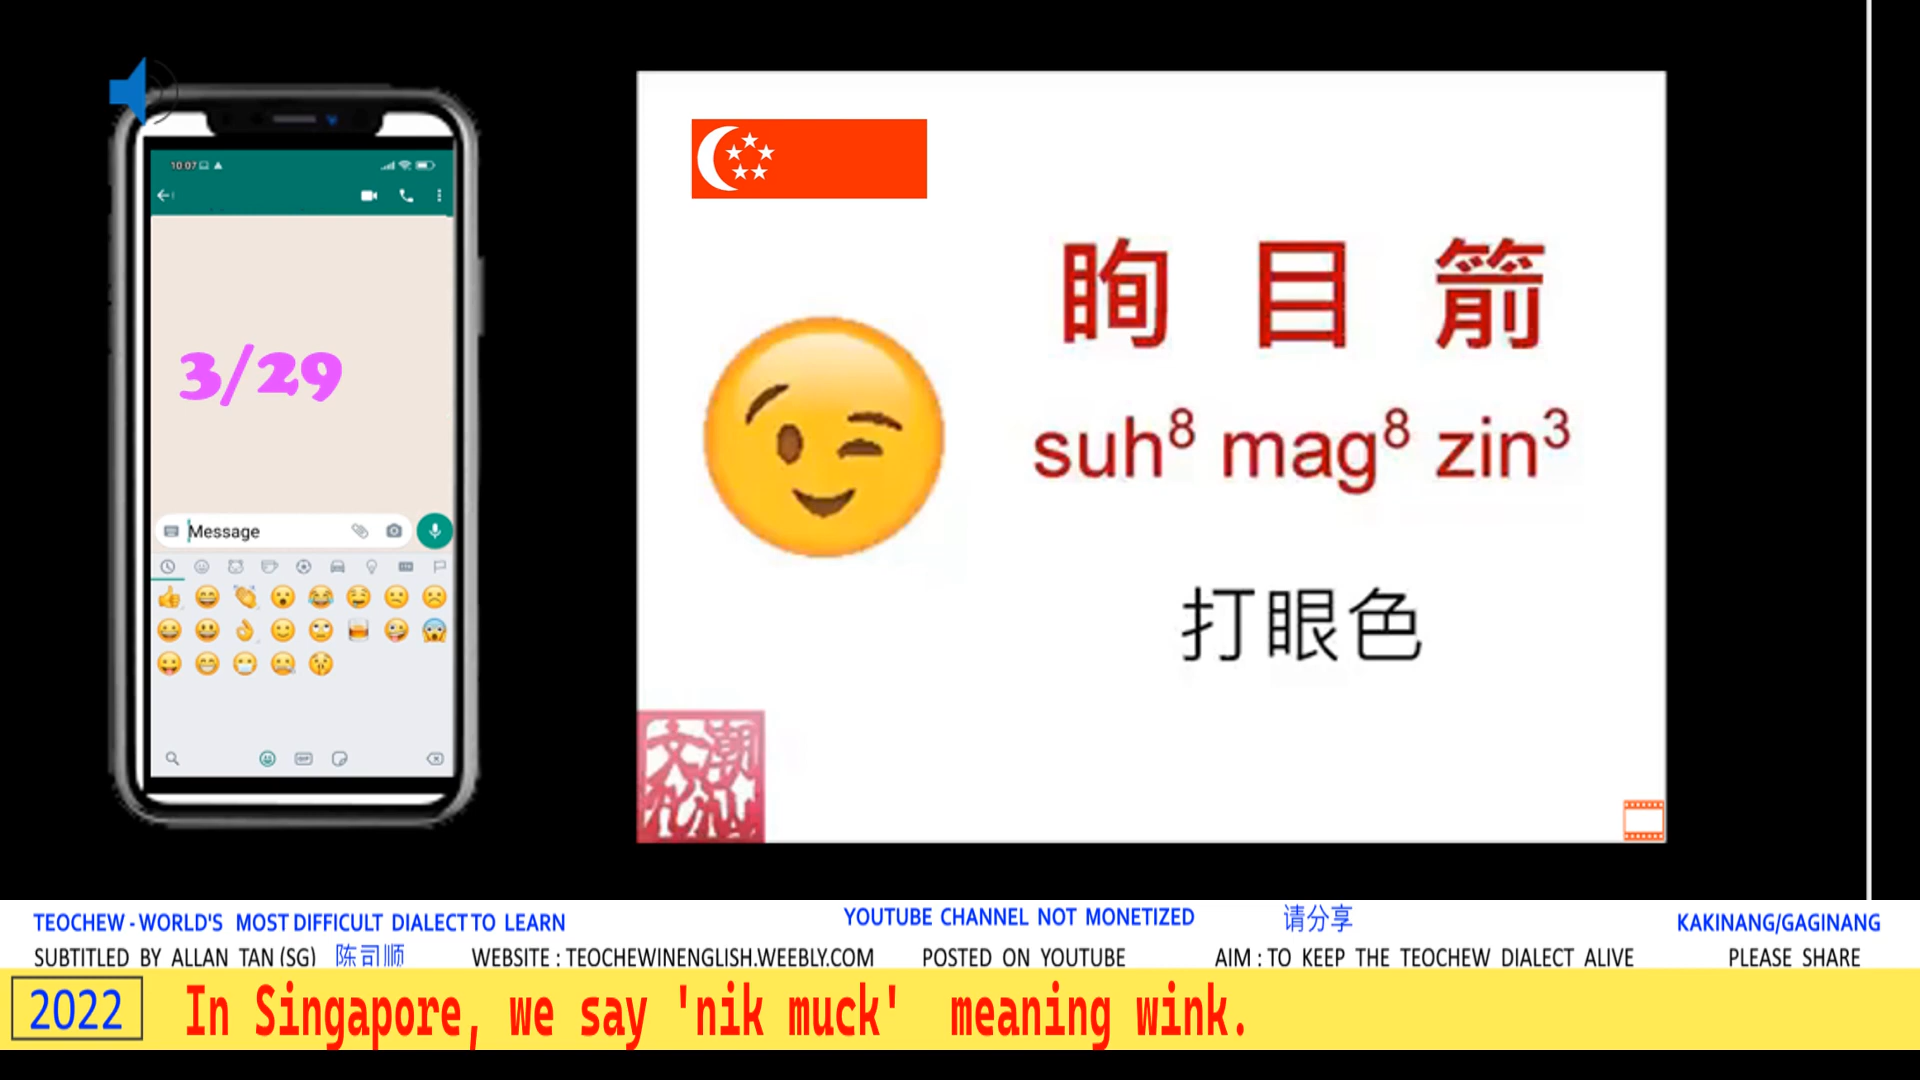 10:07
3/29
Message
GIF
眴 目 箭
suh⁸ mag⁸ zin³
打眼色
TEOCHEW - WORLD'S MOST DIFFICULT DIALECT TO LEARN
YOUTUBE CHANNEL NOT MONETIZED
请分享
KAKINANG/GAGINANG
SUBTITLED BY ALLAN TAN (SG) 陈司顺
WEBSITE : TEOCHEWINENGLISH.WEEBLY.COM
POSTED ON YOUTUBE
AIM : TO KEEP THE TEOCHEW DIALECT ALIVE
PLEASE SHARE
2022
In Singapore, we say 'nik muck' meaning wink.